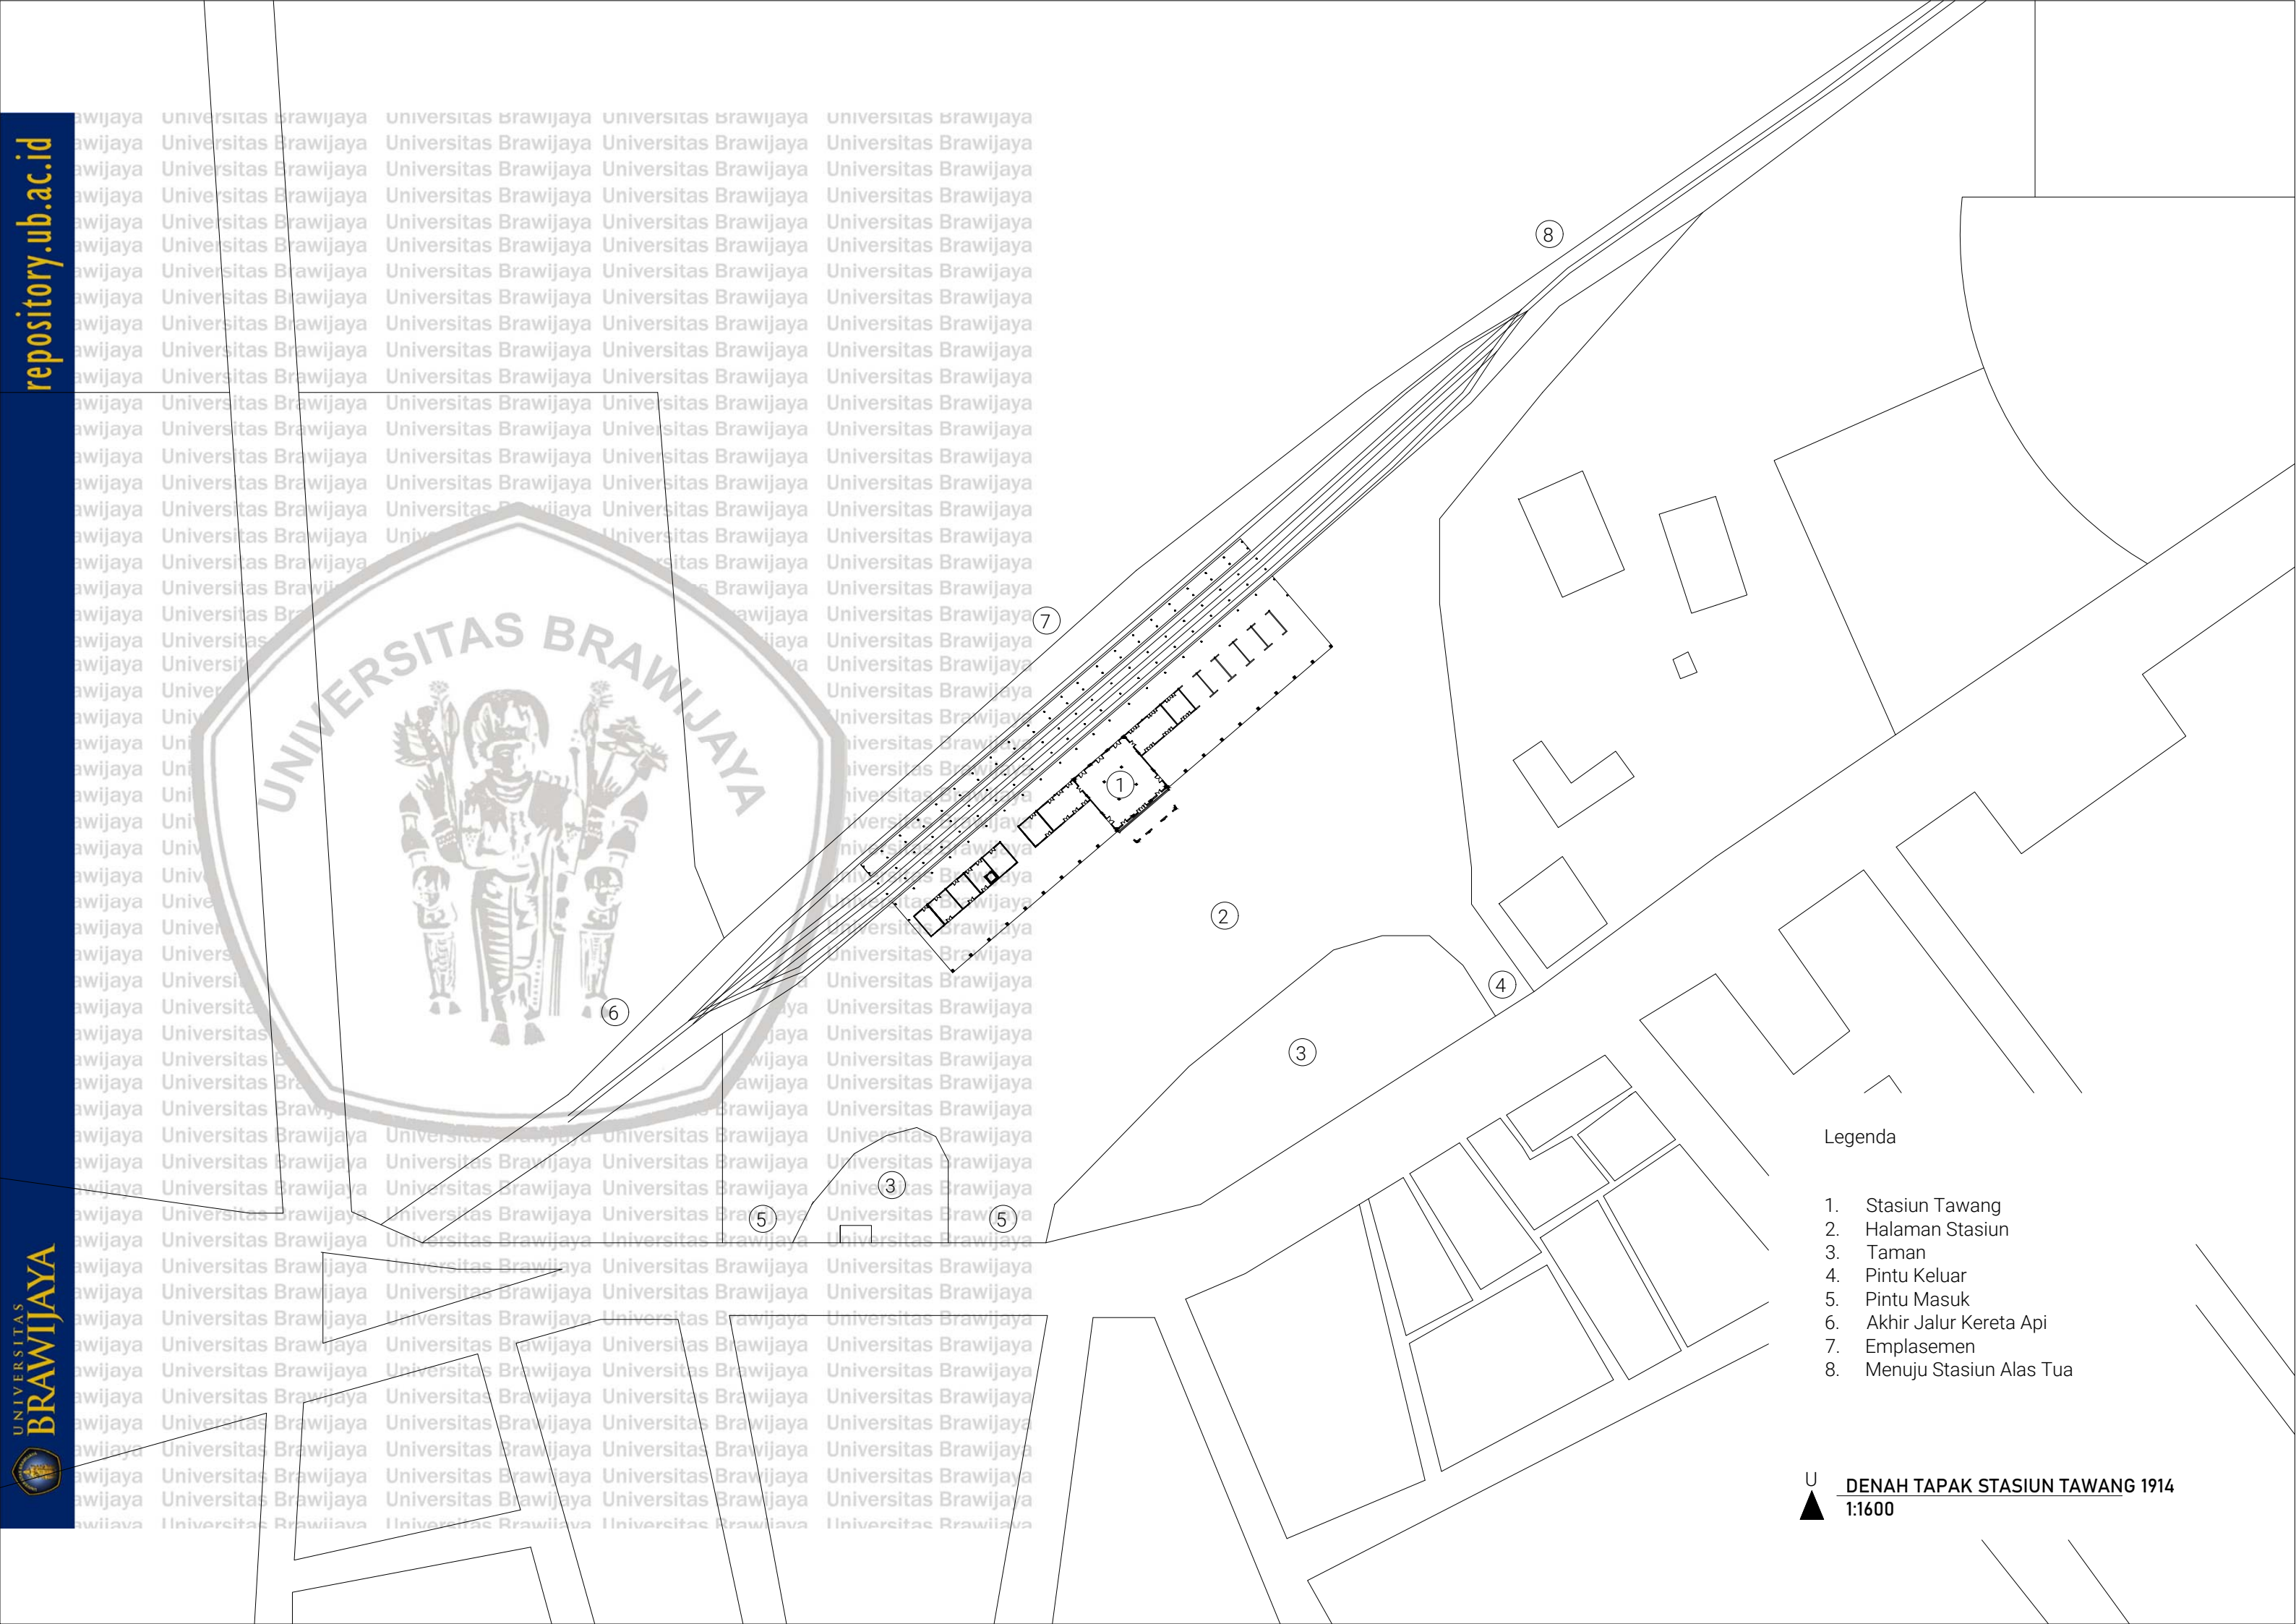 repository.ub.ac.id
UNIVERSITAS BRAWIJAYA
UNIVERSITAS
BRAWIJAYA
8
7
1
2
6
4
3
3
5
5
Legenda
1. Stasiun Tawang
2. Halaman Stasiun
3. Taman
4. Pintu Keluar
5. Pintu Masuk
6. Akhir Jalur Kereta Api
7. Emplasemen
8. Menuju Stasiun Alas Tua
U
DENAH TAPAK STASIUN TAWANG 1914
1:1600